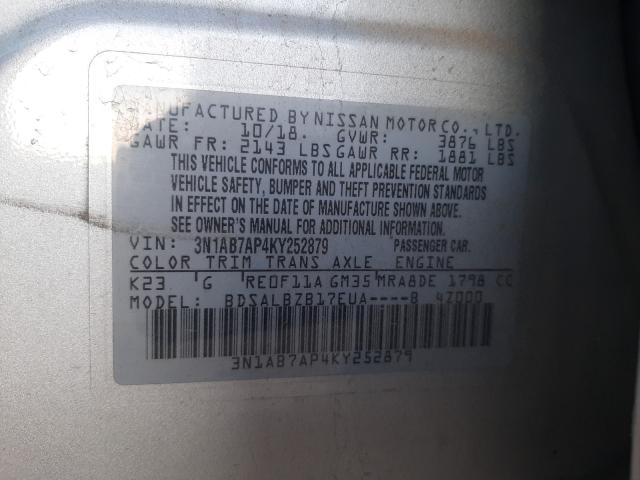 MANUFACTURED BY NISSAN MOTOR CO., LTD.
DATE: 10/18. GVWR: 3876 LBS
GAWR FR: 2143 LBS GAWR RR: 1881 LBS
THIS VEHICLE CONFORMS TO ALL APPLICABLE FEDERAL MOTOR
VEHICLE SAFETY, BUMPER AND THEFT PREVENTION STANDARDS
IN EFFECT ON THE DATE OF MANUFACTURE SHOWN ABOVE.
SEE OWNER'S MANUAL FOR ADDITIONAL INFORMATION.
VIN: 3N1AB7AP4KY252879 PASSENGER CAR.
COLOR TRIM TRANS AXLE ENGINE
K23 G RE0F11A GM35 MRA8DE 1798 CC
MODEL: BDSALBZB17EUA----B 4Z000
3N1AB7AP4KY252879